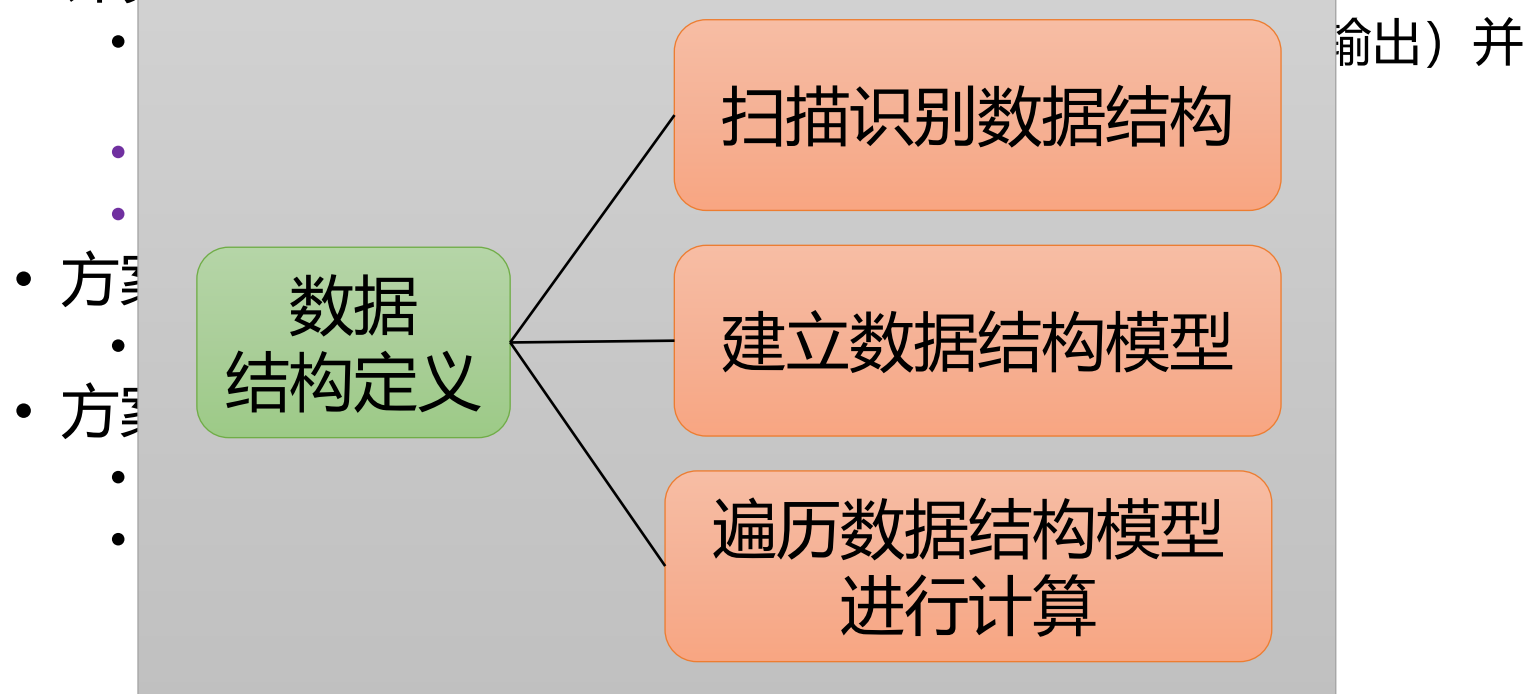 输出）并
扫描识别数据结构
方
数据
结构定义
建立数据结构模型
方
遍历数据结构模型
进行计算